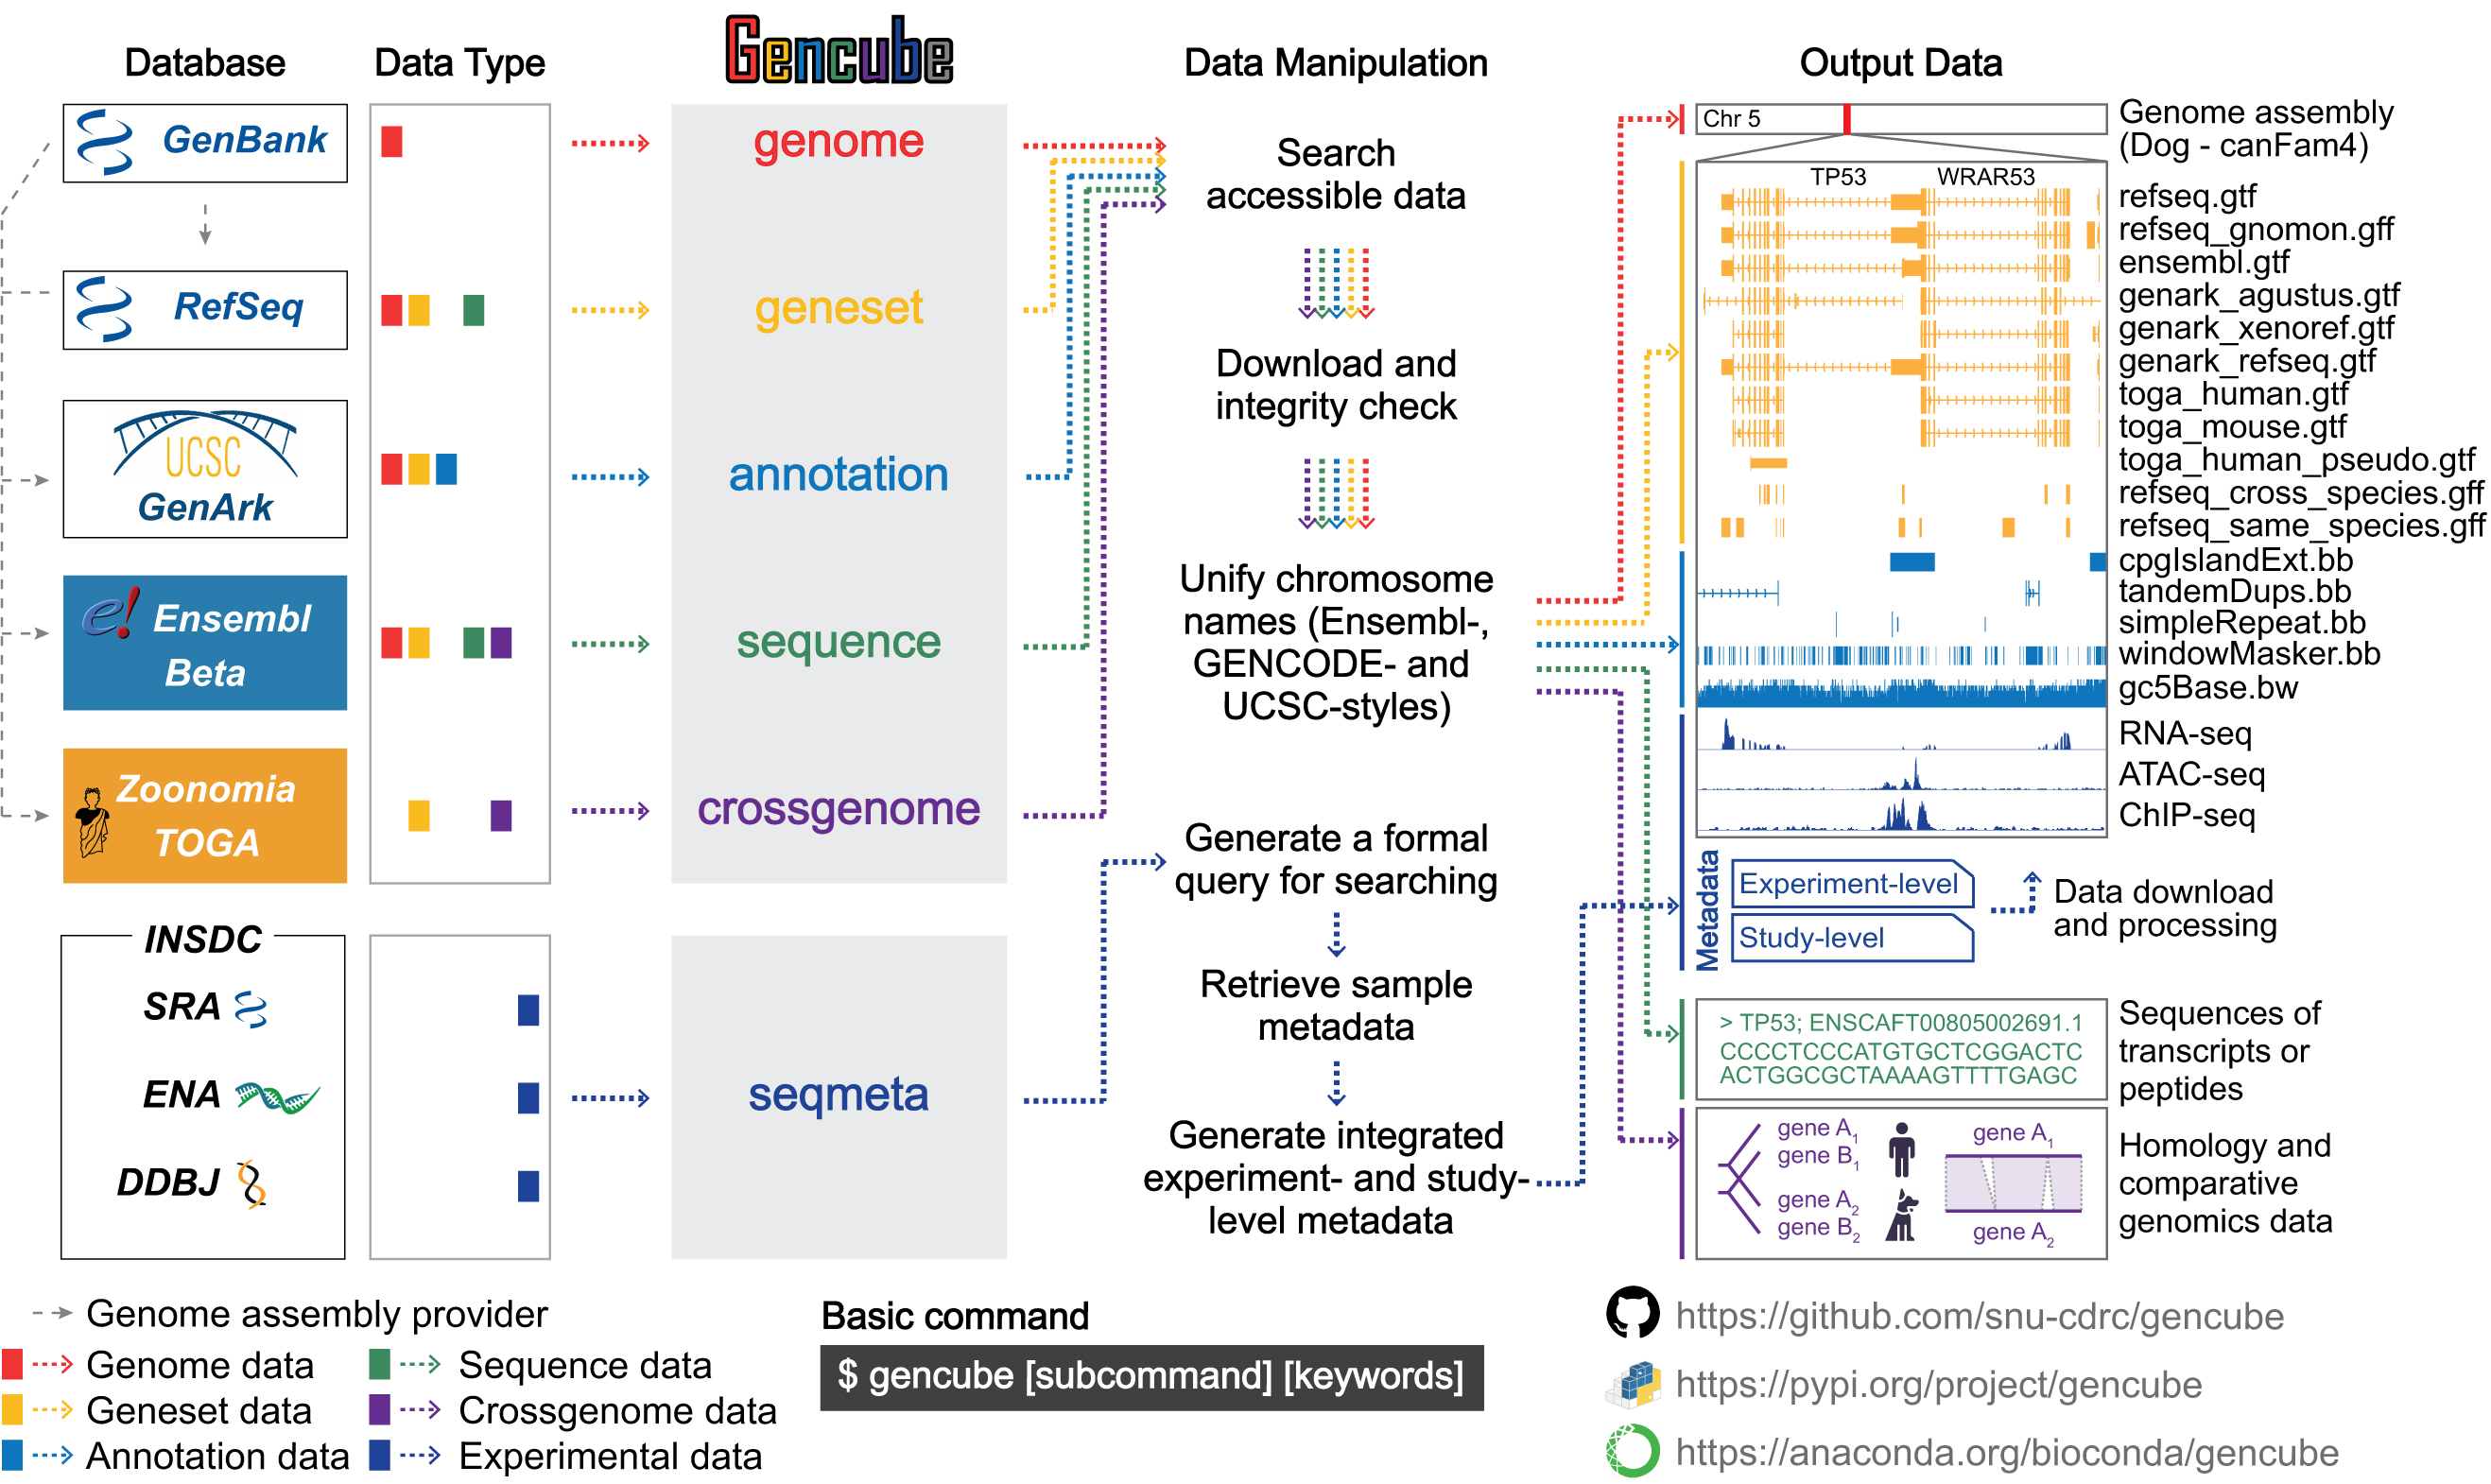 Database
Data Type
Gencube
Data Manipulation
Output Data
GenBank
RefSeq
UCSC
GenArk
e! Ensembl
Beta
Zoonomia
TOGA
INSDC
SRA
ENA
DDBJ
genome
geneset
annotation
sequence
crossgenome
seqmeta
Search
accessible data
Download and
integrity check
Unify chromosome
names (Ensembl-,
GENCODE- and
UCSC-styles)
Generate a formal
query for searching
Retrieve sample
metadata
Generate integrated
experiment- and study-
level metadata
Chr 5
Genome assembly
(Dog - canFam4)
TP53
WRAR53
refseq.gtf
refseq_gnomon.gff
ensembl.gtf
genark_agustus.gtf
genark_xenoref.gtf
genark_refseq.gtf
toga_human.gtf
toga_mouse.gtf
toga_human_pseudo.gtf
refseq_cross_species.gff
refseq_same_species.gff
cpgIslandExt.bb
tandemDups.bb
simpleRepeat.bb
windowMasker.bb
gc5Base.bw
RNA-seq
ATAC-seq
ChIP-seq
Metadata
Experiment-level
Study-level
Data download
and processing
> TP53; ENSCAFT00805002691.1
CCCCTCCCATGTGCTCGGACTC
ACTGGCGCTAAAAGTTTTGAGC
Sequences of
transcripts or
peptides
gene A1
gene B1
gene A2
gene B2
gene A1
gene A2
Homology and
comparative
genomics data
Genome assembly provider
Genome data
Geneset data
Annotation data
Sequence data
Crossgenome data
Experimental data
Basic command
$ gencube [subcommand] [keywords]
https://github.com/snu-cdrc/gencube
https://pypi.org/project/gencube
https://anaconda.org/bioconda/gencube